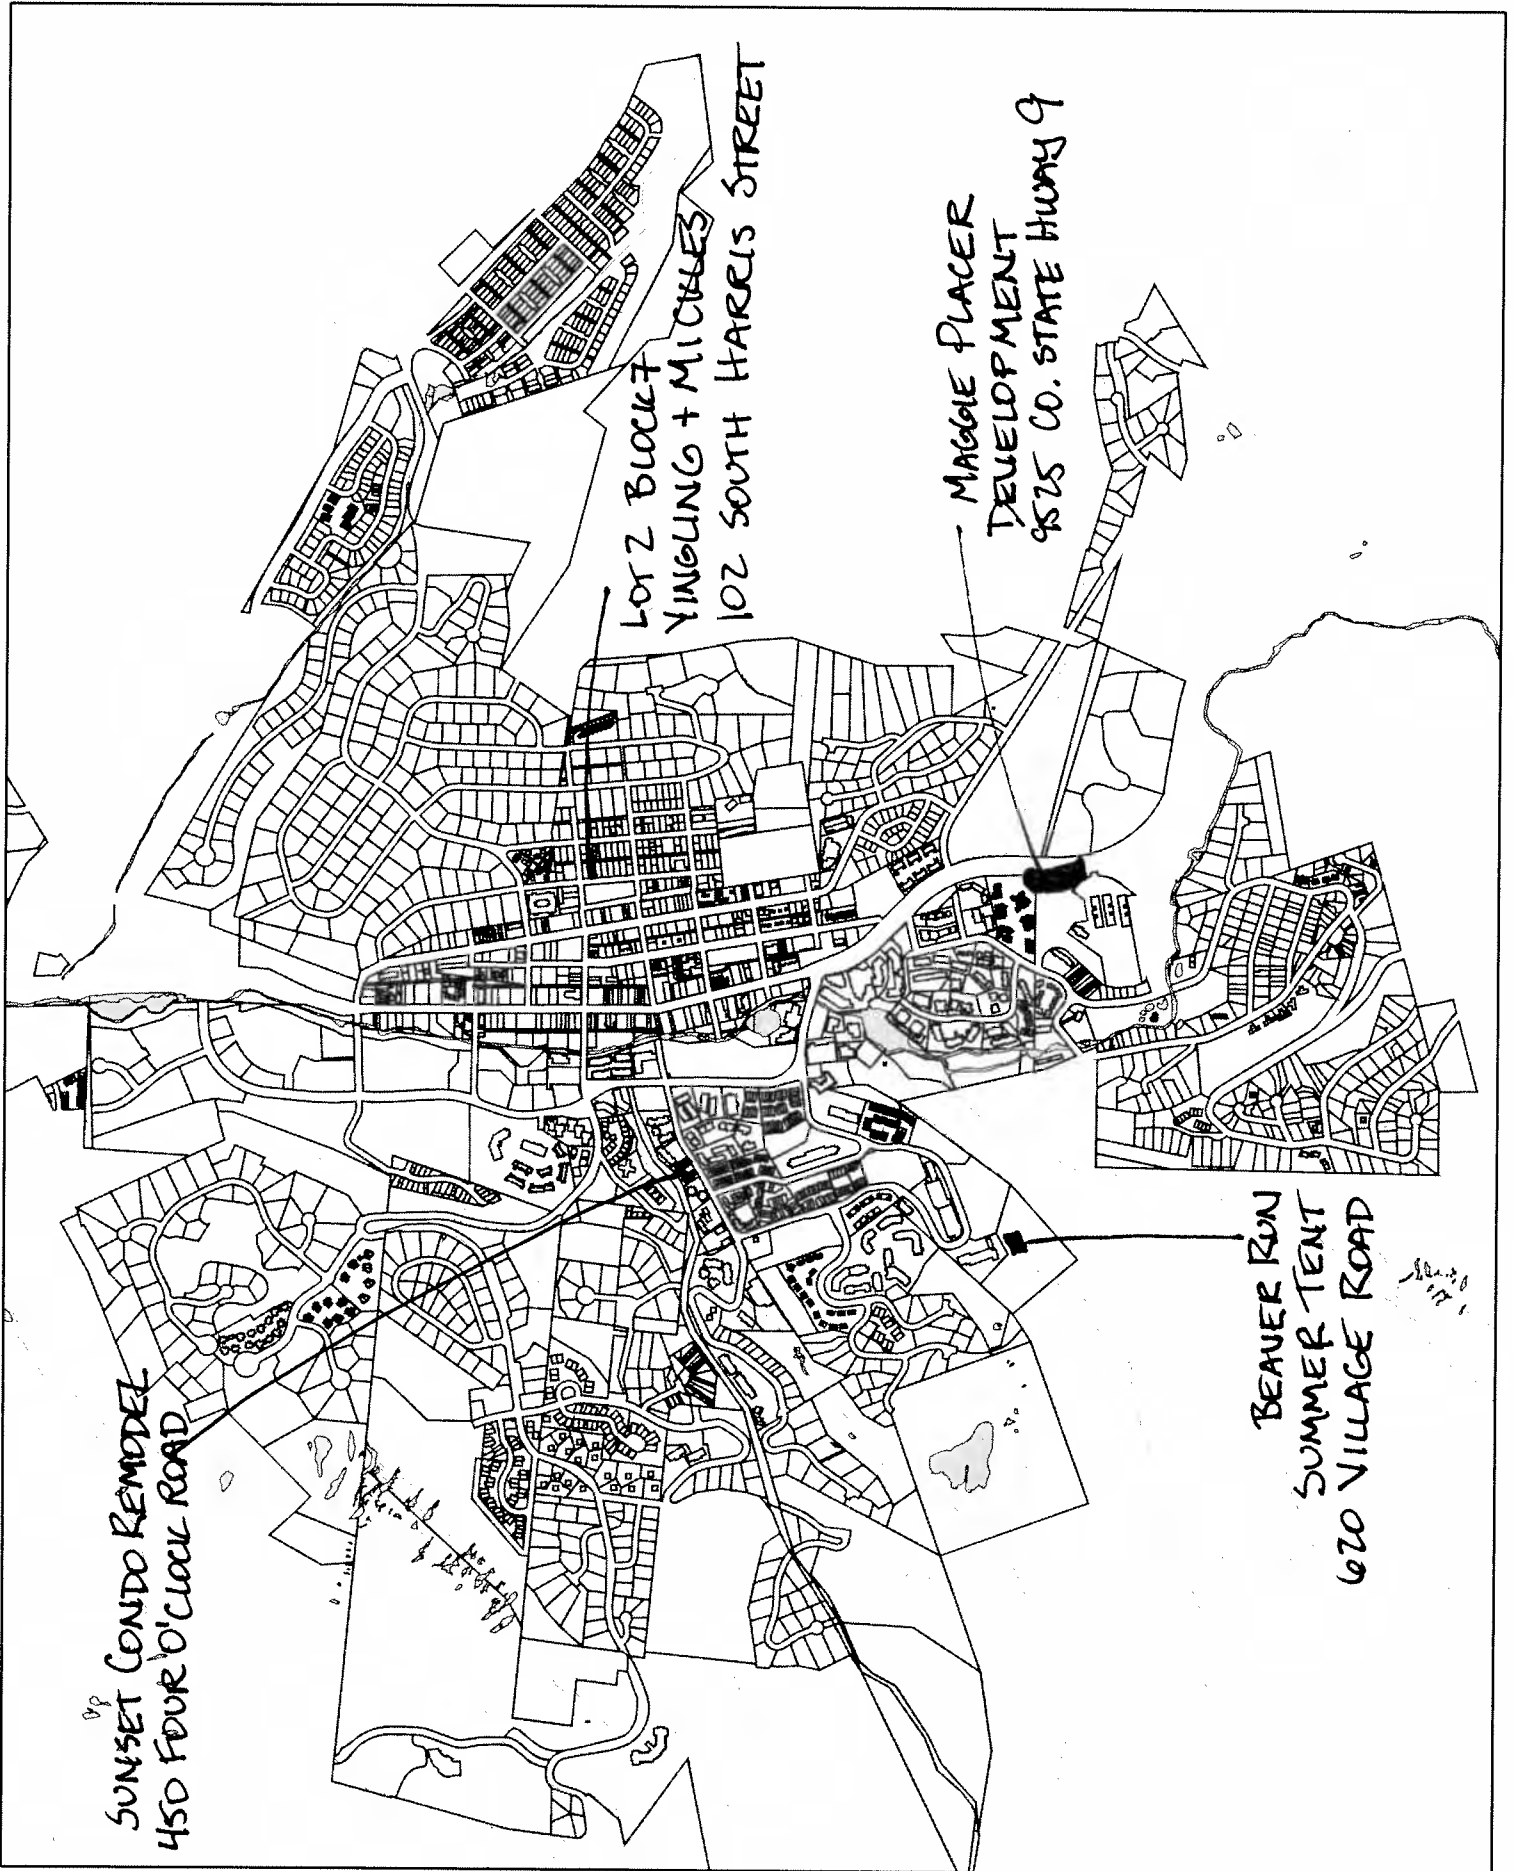 SUNSET CONDO REMODEL
450 FOUR O'CLOCK ROAD
LOT 2 BLOCK 7
YINGLING + MICKLES
102 SOUTH HARRIS STREET
MAGGIE PLACER
DEVELOPMENT
9525 CO. STATE HWAY 9
BEAVER RUN
SUMMER TENT
620 VILLAGE ROAD